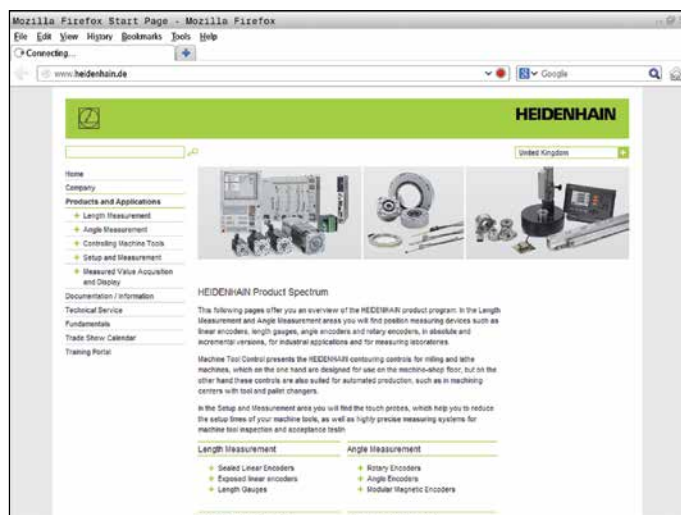 Mozilla Firefox Start Page - Mozilla Firefox
File Edit View History Bookmarks Tools Help
Connecting...
www.heidenhain.de
Google
HEIDENHAIN
United Kingdom
Home
Company
Products and Applications
Length Measurement
Angle Measurement
Controlling Machine Tools
Setup and Measurement
Measured Value Acquisition
and Display
Documentation / Information
Technical Service
Fundamentals
Trade Show Calendar
Training Portal
HEIDENHAIN Product Spectrum
This following pages offer you an overview of the HEIDENHAIN product program. In the Length
Measurement and Angle Measurement areas you will find position measuring devices such as
linear encoders, length gauges, angle encoders and rotary encoders, in absolute and
incremental versions, for industrial applications and for measuring laboratories.
Machine Tool Control presents the HEIDENHAIN contouring controls for milling and lathe
machines, which on the one hand are designed for use on the machine-shop floor, but on the
other hand these controls are also suited for automated production, such as in machining
centers with tool and pallet changers.
In the Setup and Measurement area you will find the touch probes, which help you to reduce
the setup times of your machine tools, as well as highly precise measuring systems for
machine tool inspection and acceptance testin
Length Measurement
Angle Measurement
Sealed Linear Encoders
Exposed linear encoders
Length Gauges
Rotary Encoders
Angle Encoders
Modular Magnetic Encoders